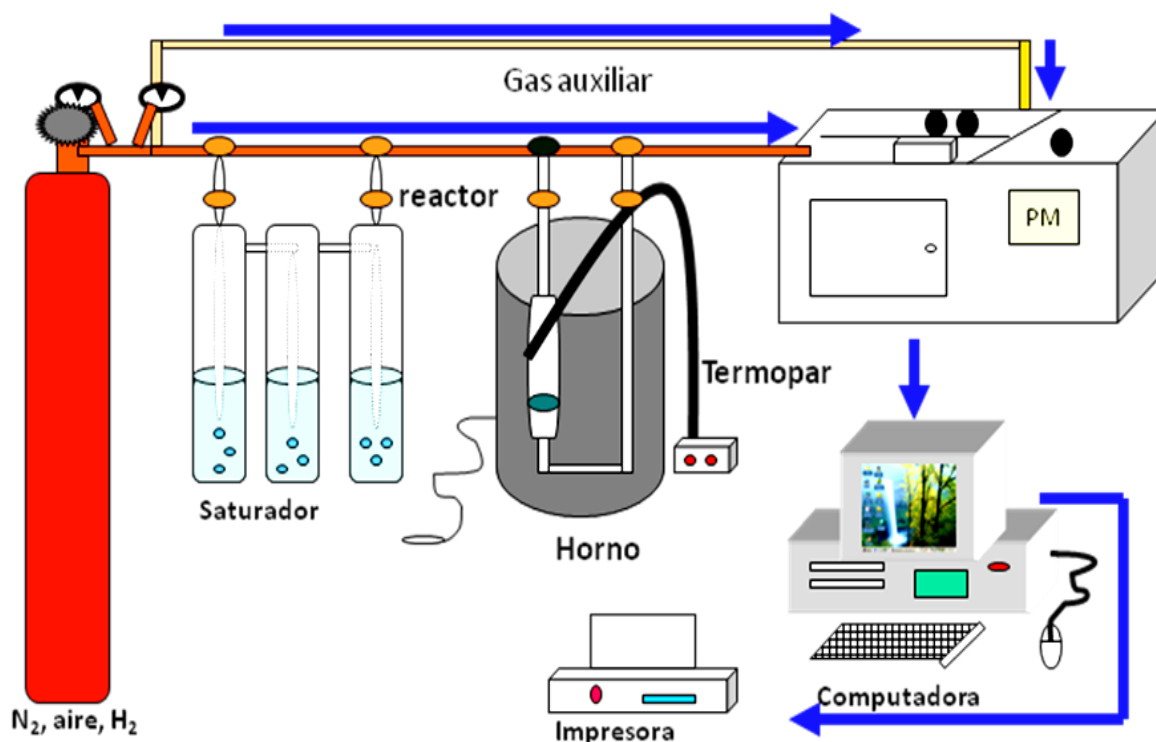 Gas auxiliar
reactor
PM
Termopar
Saturador
Horno
Computadora
N₂, aire, H₂
Impresora